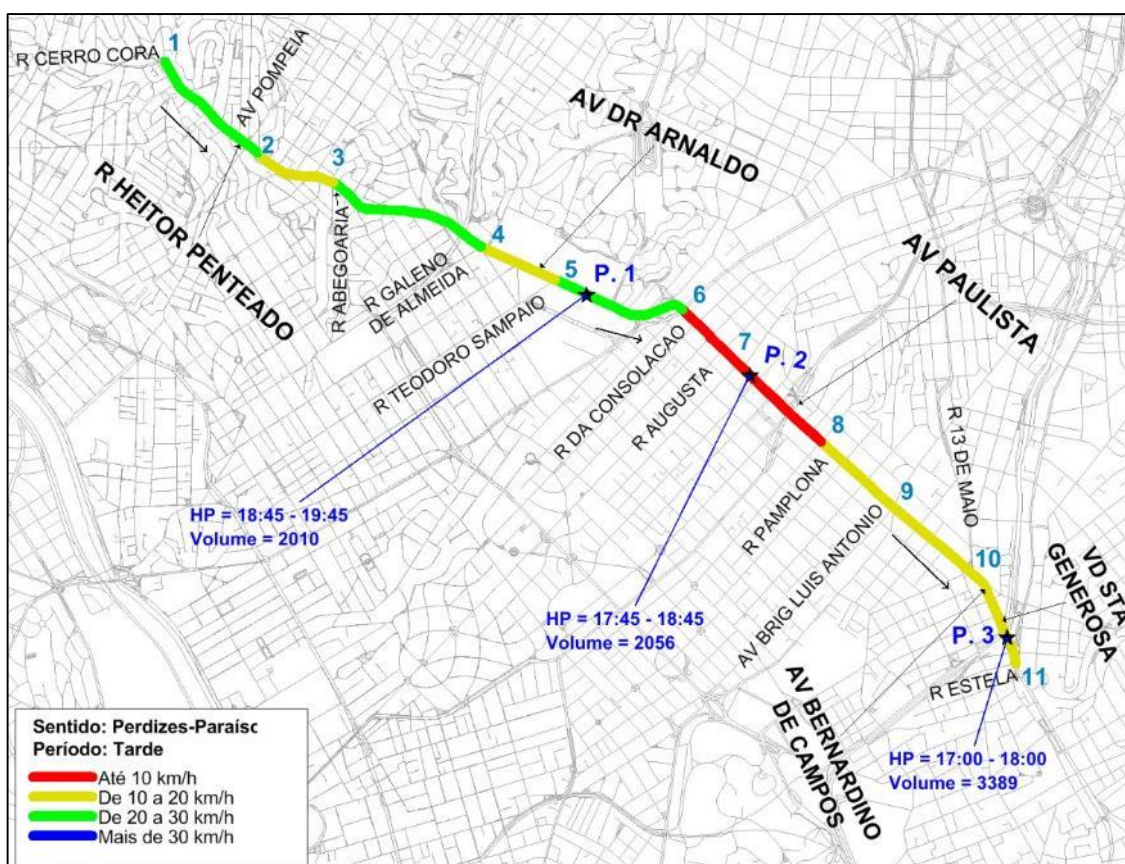 1
R CERRO CORA
AV POMPEIA
2
3
R HEITOR PENTEADO
R ABEGOARIA
AV DR ARNALDO
4
R GALENO
DE ALMEIDA
5
P. 1
R TEODORO SAMPAIO
6
AV PAULISTA
7
P. 2
R DA CONSOLACAO
R AUGUSTA
8
R PAMPLONA
9
R 13 DE MAIO
HP = 18:45 - 19:45
Volume = 2010
AV BRIG LUIS ANTONIO
10
VD STA
GENEROSA
HP = 17:45 - 18:45
Volume = 2056
P. 3
R ESTELA
11
AV BERNARDINO
DE CAMPOS
HP = 17:00 - 18:00
Volume = 3389
Sentido: Perdizes-Paraísc
Período: Tarde
Até 10 km/h
De 10 a 20 km/h
De 20 a 30 km/h
Mais de 30 km/h